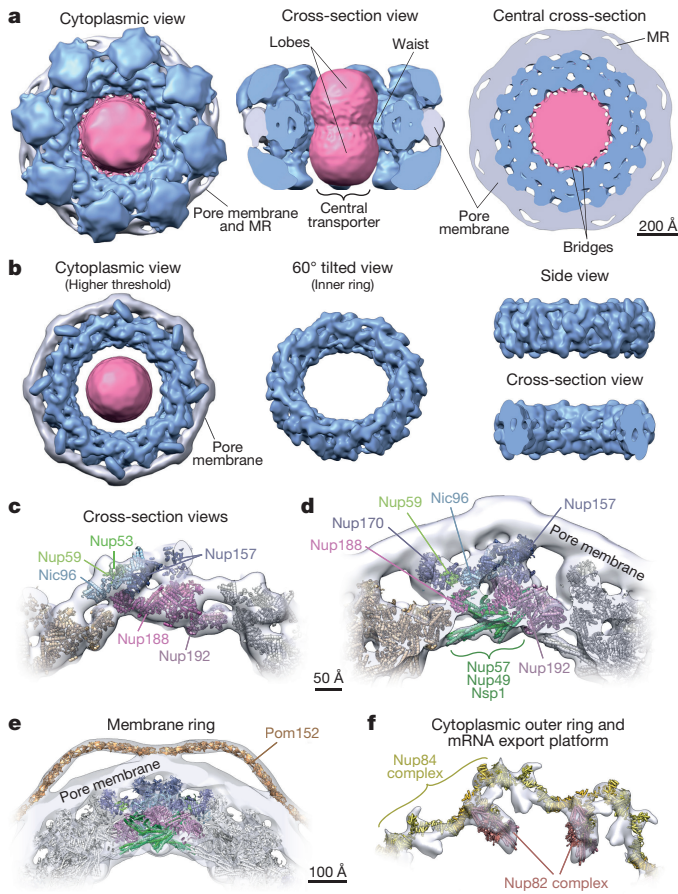 a
Cytoplasmic view
Cross-section view
Central cross-section
Lobes
Waist
MR
Pore membrane
and MR
Central
transporter
Pore
membrane
Bridges
200 Å
b
Cytoplasmic view
(Higher threshold)
60° tilted view
(Inner ring)
Side view
Cross-section view
Pore
membrane
c
Cross-section views
Nup53
Nup59
Nic96
Nup157
Nup188
Nup192
d
Nup59
Nic96
Nup157
Nup170
Nup188
Pore membrane
Nup57
Nup49
Nsp1
Nup192
50 Å
e
Membrane ring
Pom152
Pore membrane
100 Å
f
Cytoplasmic outer ring and
mRNA export platform
Nup84
complex
Nup82 complex